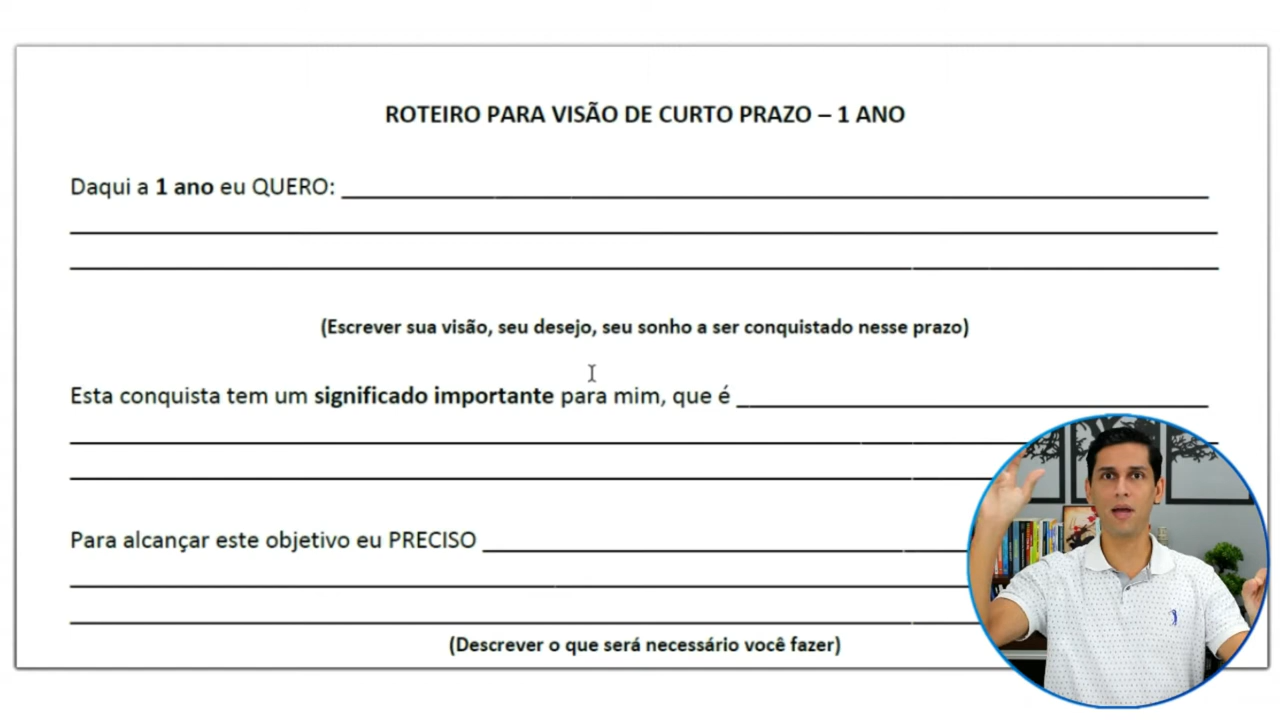 ROTEIRO PARA VISÃO DE CURTO PRAZO – 1 ANO
Daqui a 1 ano eu QUERO:
(Escrever sua visão, seu desejo, seu sonho a ser conquistado nesse prazo)
Esta conquista tem um significado importante para mim, que é
Para alcançar este objetivo eu PRECISO
(Descrever o que será necessário você fazer)